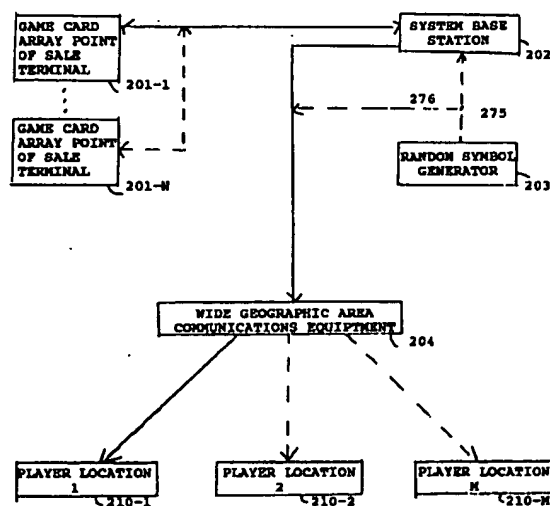 GAME CARD
ARRAY POINT
OF SALE
TERMINAL
201-1
SYSTEM BASE
STATION
202
GAME CARD
ARRAY POINT
OF SALE
TERMINAL
201-N
276
275
RANDOM SYMBOL
GENERATOR
203
WIDE GEOGRAPHIC AREA
COMMUNICATIONS EQUIPTMENT
204
PLAYER LOCATION
1
210-1
PLAYER LOCATION
2
210-2
PLAYER LOCATION
M
210-M